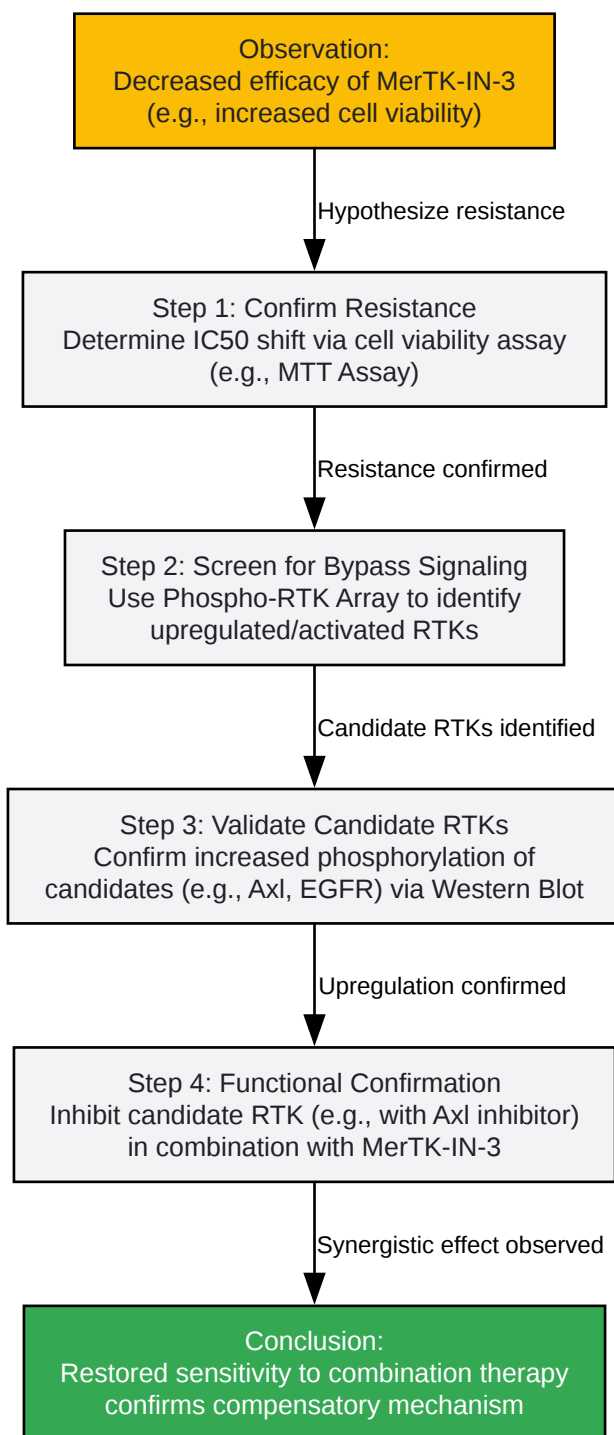 Observation:
Decreased efficacy of MerTK-IN-3
(e.g., increased cell viability)
Hypothesize resistance
Step 1: Confirm Resistance
Determine IC50 shift via cell viability assay
(e.g., MTT Assay)
Resistance confirmed
Step 2: Screen for Bypass Signaling
Use Phospho-RTK Array to identify
upregulated/activated RTKs
Candidate RTKs identified
Step 3: Validate Candidate RTKs
Confirm increased phosphorylation of
candidates (e.g., Axl, EGFR) via Western Blot
Upregulation confirmed
Step 4: Functional Confirmation
Inhibit candidate RTK (e.g., with Axl inhibitor)
in combination with MerTK-IN-3
Synergistic effect observed
Conclusion:
Restored sensitivity to combination therapy
confirms compensatory mechanism